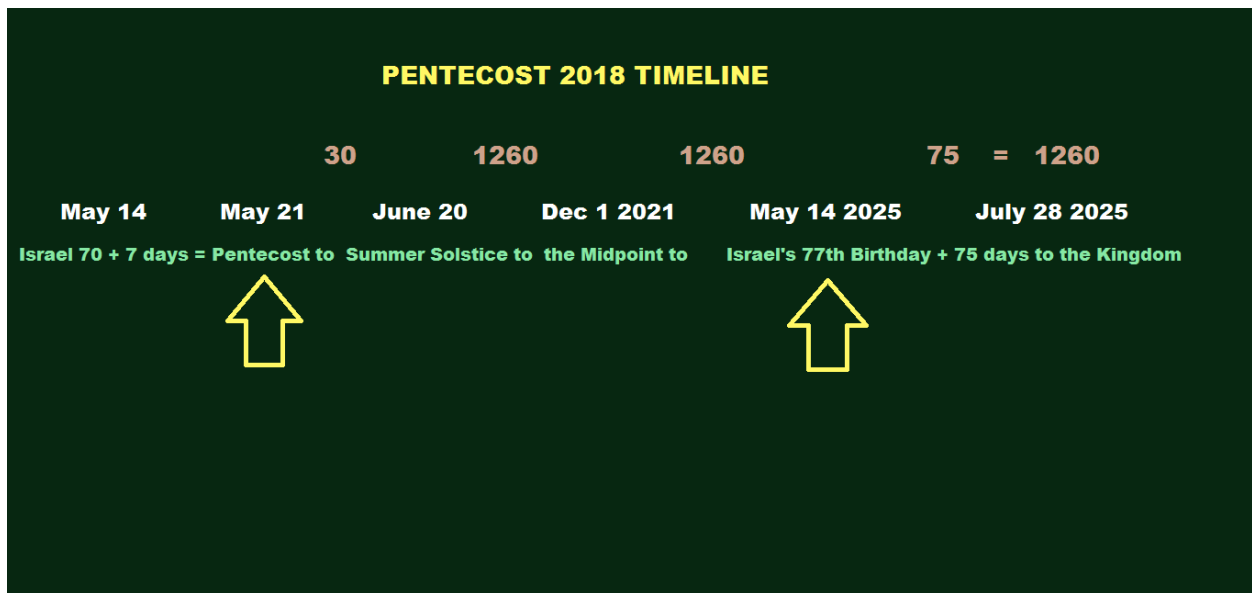 PENTECOST 2018 TIMELINE
30 1260 1260 75 = 1260
May 14 May 21 June 20 Dec 1 2021 May 14 2025 July 28 2025
Israel 70 + 7 days = Pentecost to Summer Solstice to the Midpoint to Israel's 77th Birthday + 75 days to the Kingdom